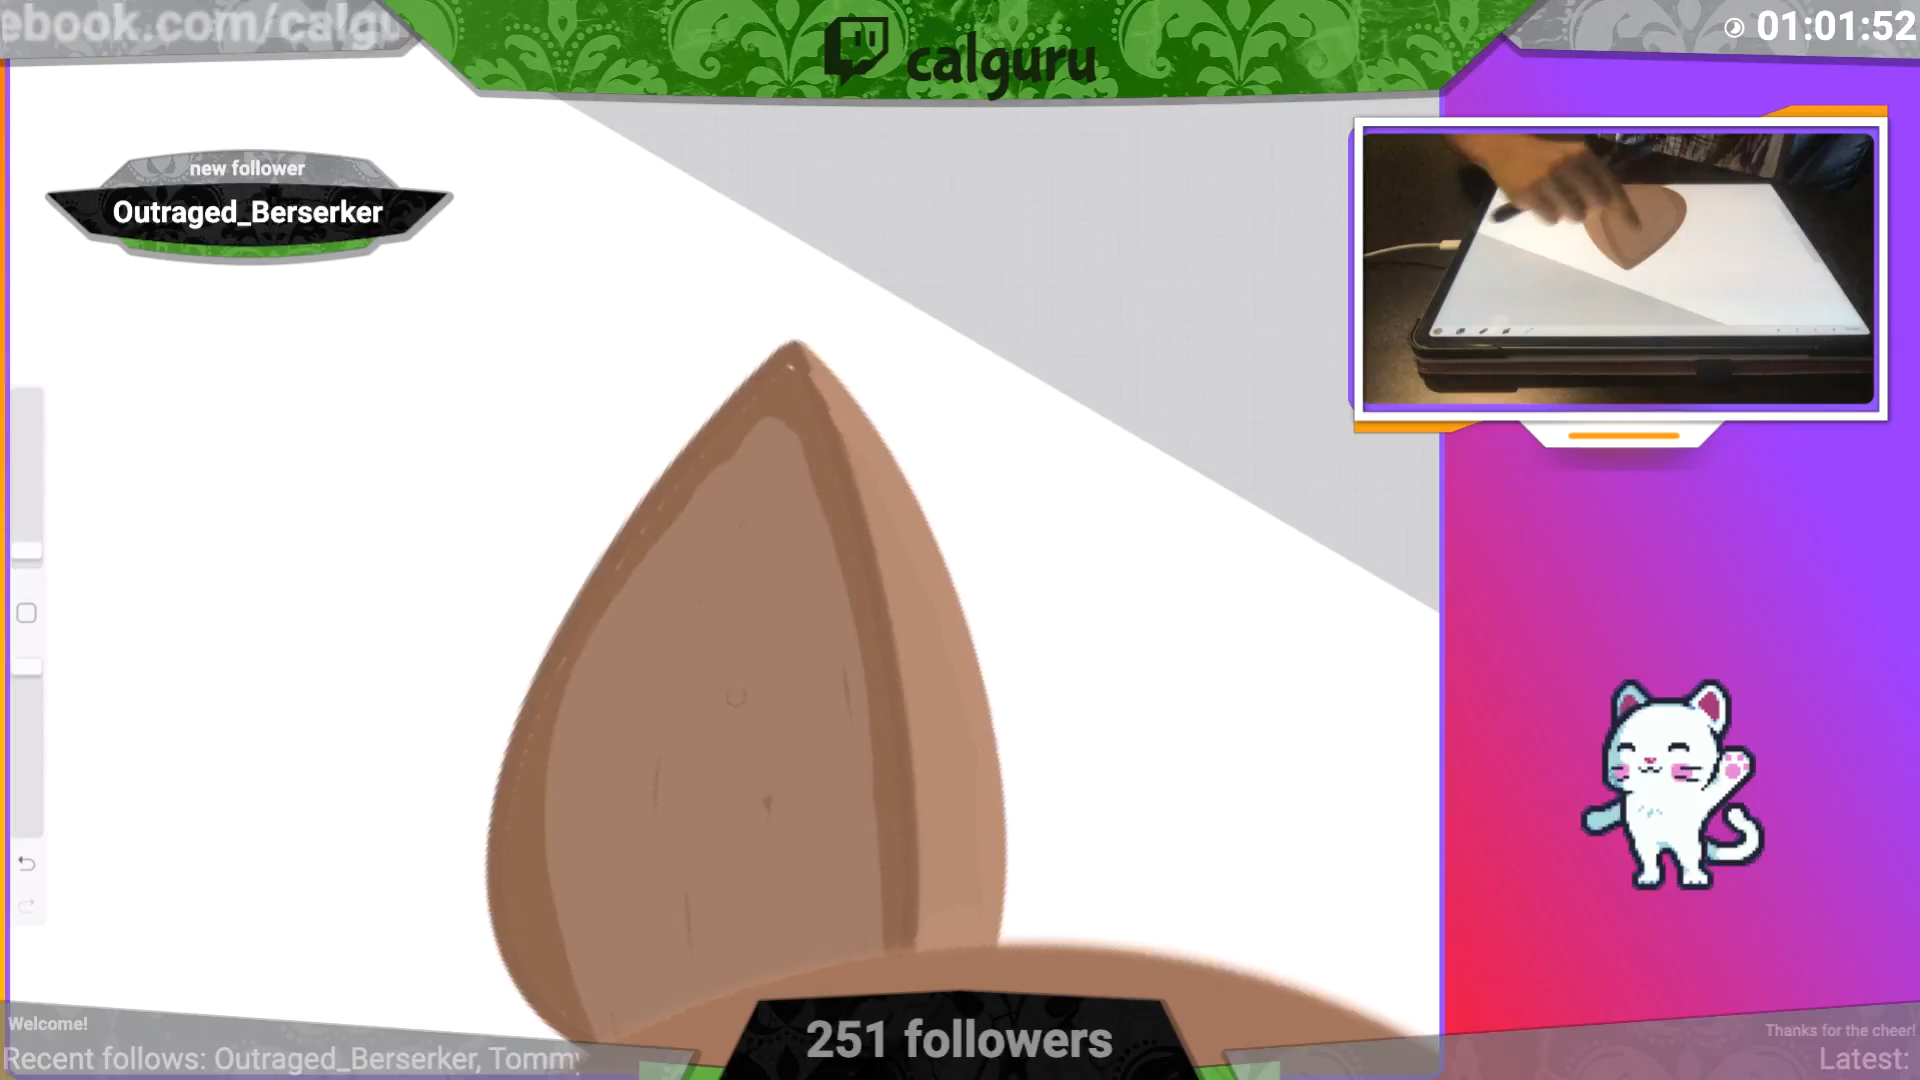 ebook.com/calgu
calguru
01:01:52
new follower
Outraged_Berserker
251 followers
Welcome!
Recent follows: Outraged_Berserker, Tommy
Thanks for the cheer!
Latest: